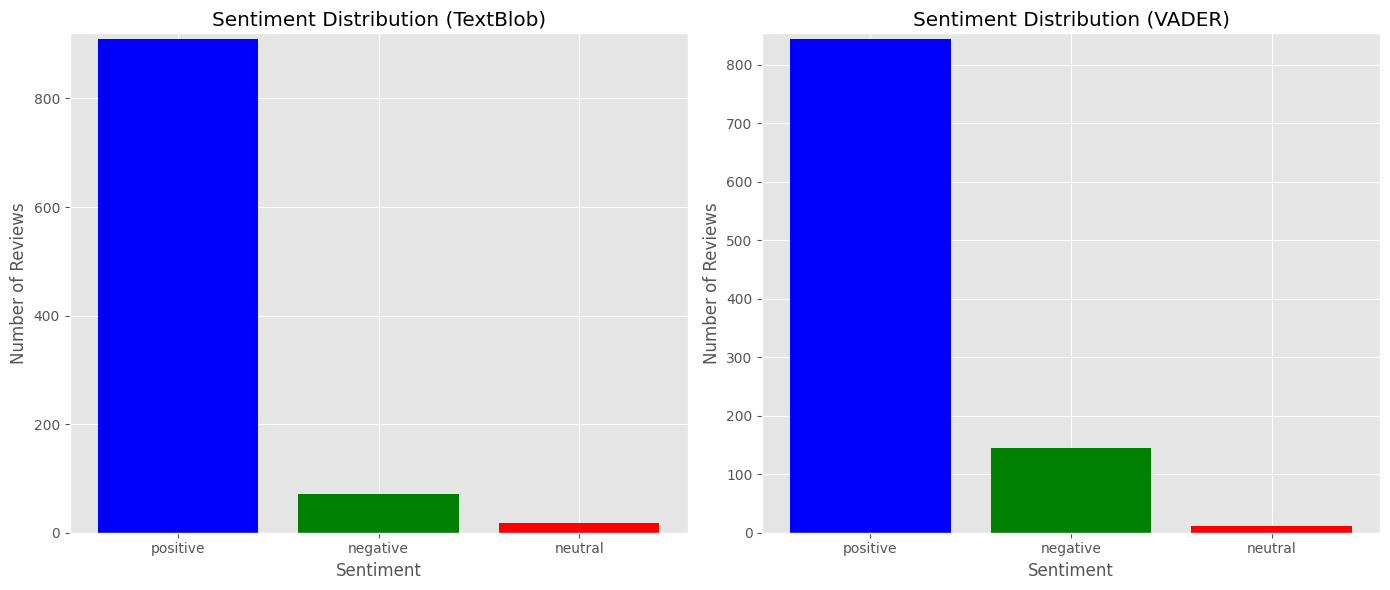 Sentiment Distribution (TextBlob)
Number of Reviews
800
600
400
200
0
positive negative neutral
Sentiment
Sentiment Distribution (VADER)
Number of Reviews
800
700
600
500
400
300
200
100
0
positive negative neutral
Sentiment